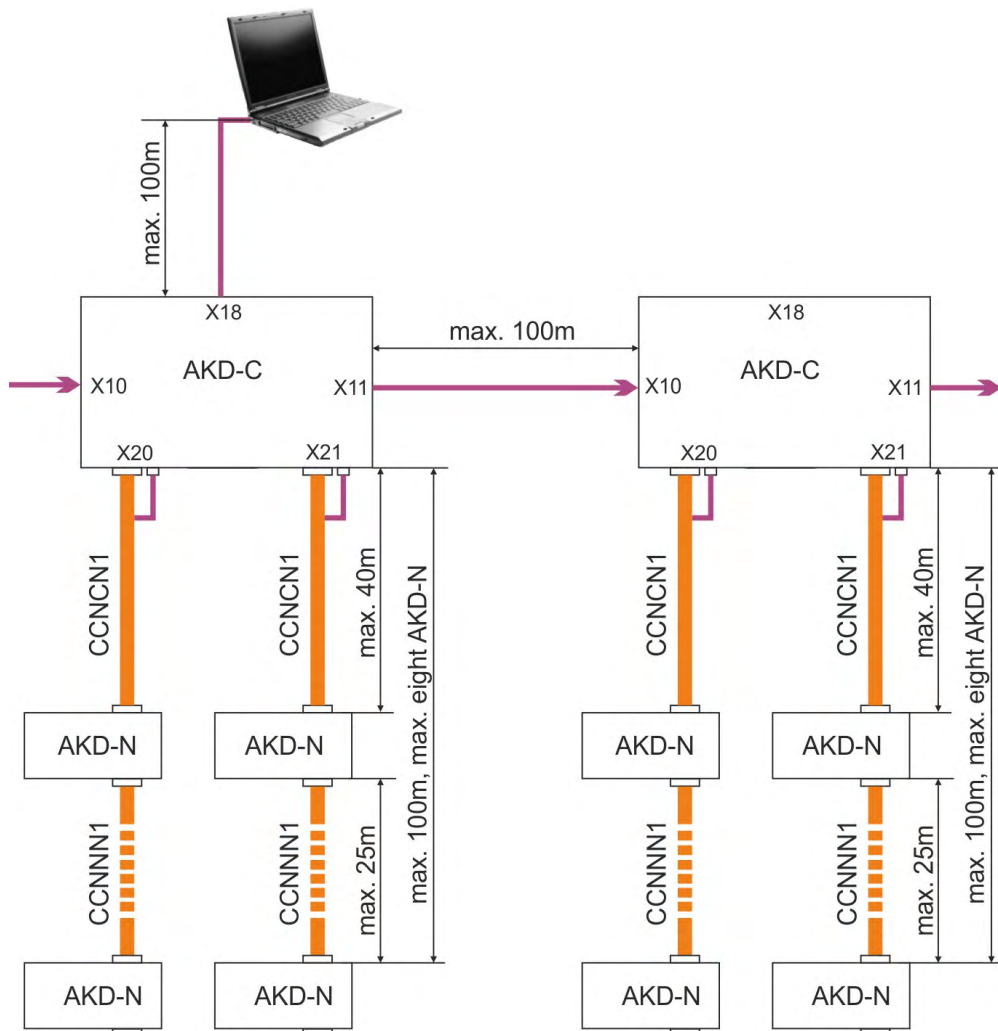 max. 100m
X18
AKD-C
X10
X11
X20
X21
max. 100m
X18
AKD-C
X10
X11
X20
X21
CCNCN1
CCNCN1
max. 40m
max. 100m, max. eight AKD-N
CCNCN1
CCNCN1
max. 40m
max. 100m, max. eight AKD-N
AKD-N
AKD-N
AKD-N
AKD-N
CCNNN1
CCNNN1
max. 25m
CCNNN1
CCNNN1
max. 25m
AKD-N
AKD-N
AKD-N
AKD-N